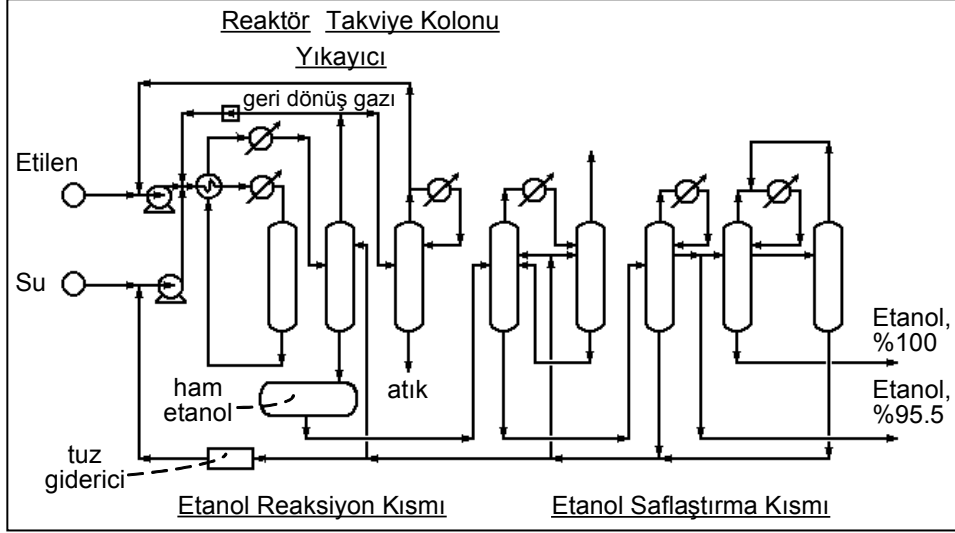 Reaktör Takviye Kolonu
Yıkayıcı
geri dönüş gazı
Etilen
Su
Etanol,
%100
ham
etanol
atık
Etanol,
%95.5
tuz
giderici
Etanol Reaksiyon Kısmı
Etanol Saflaştırma Kısmı